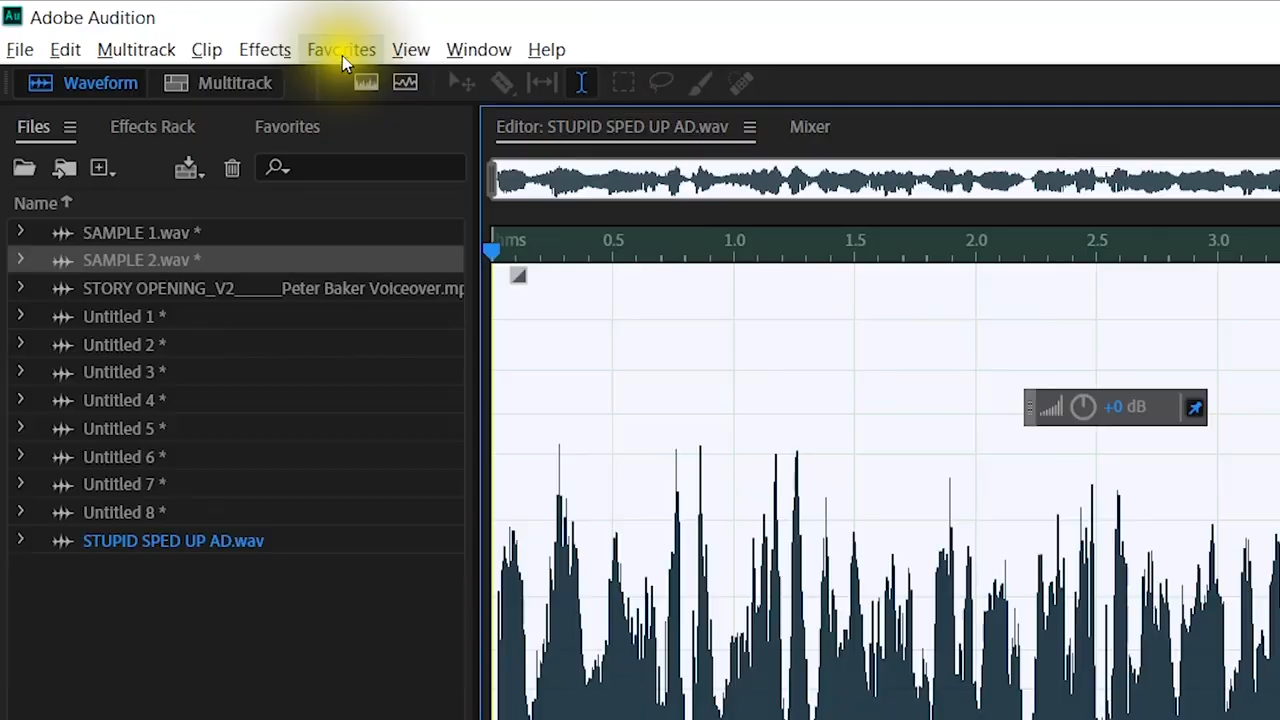 Au Adobe Audition
File Edit Multitrack Clip Effects Favorites View Window Help
Waveform Multitrack
Files Effects Rack Favorites
Editor: STUPID SPED UP AD.wav Mixer
Name
hms 0.5 1.0 1.5 2.0 2.5 3.0
SAMPLE 1.wav *
SAMPLE 2.wav *
STORY OPENING_V2______Peter Baker Voiceover.mp
Untitled 1 *
Untitled 2 *
Untitled 3 *
Untitled 4 *
Untitled 5 *
Untitled 6 *
Untitled 7 *
Untitled 8 *
STUPID SPED UP AD.wav
+0 dB